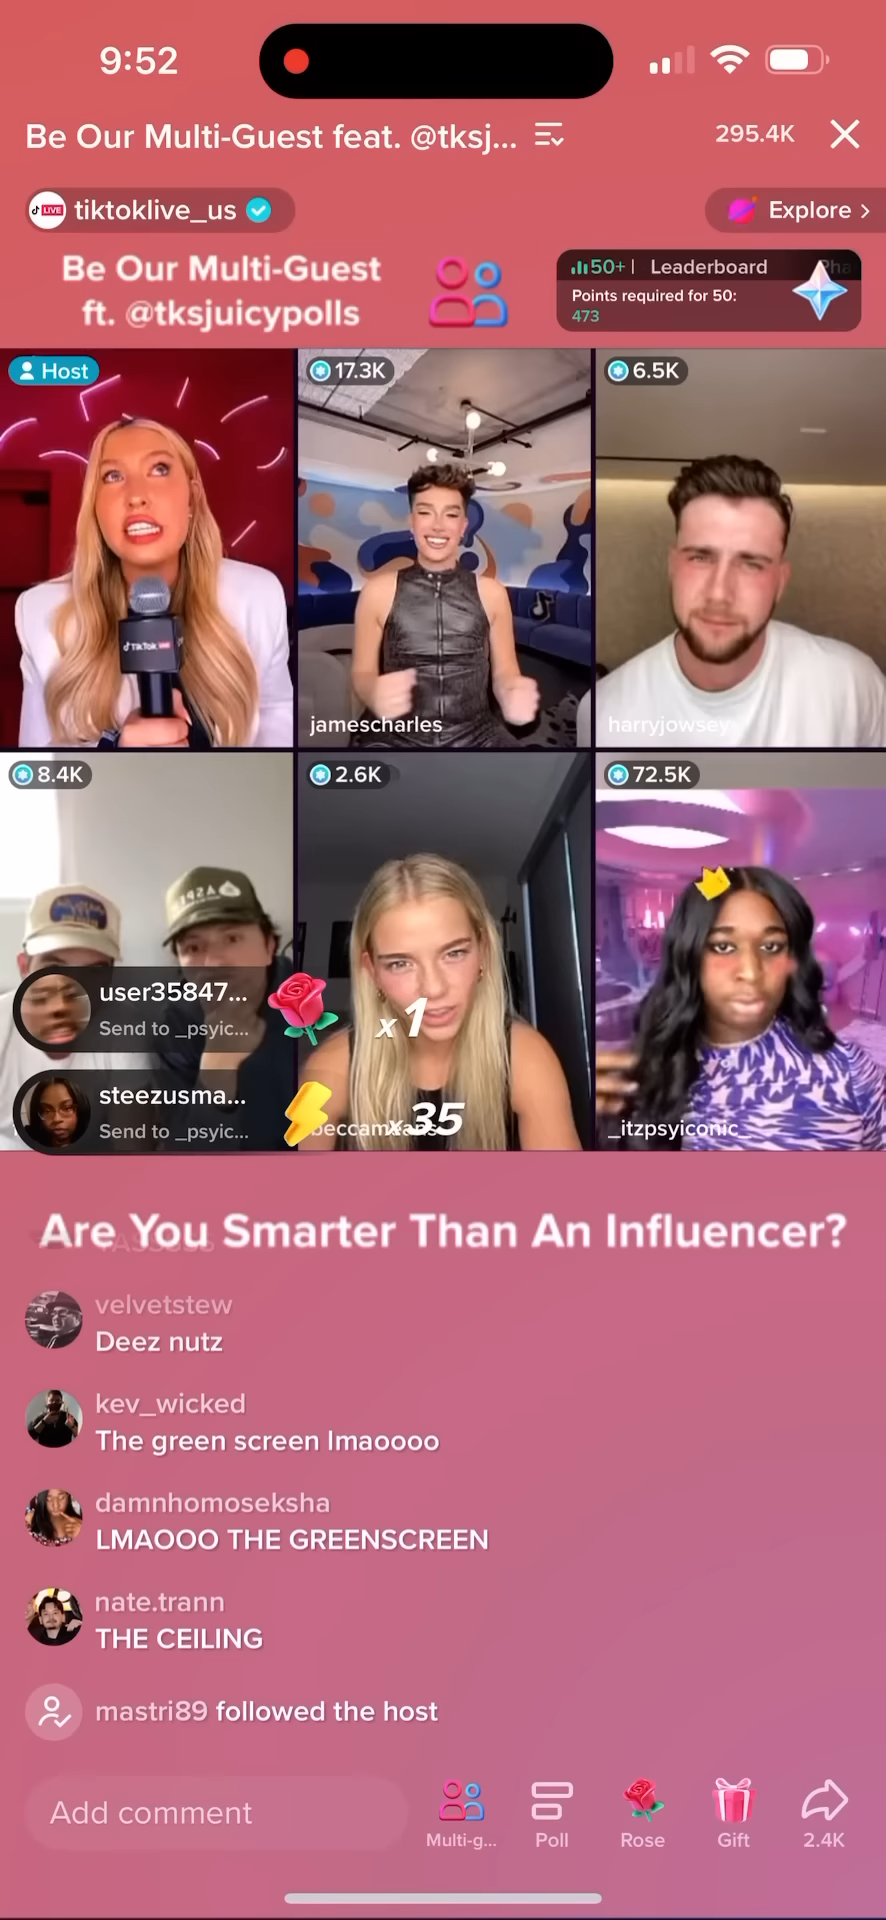 9:52
Be Our Multi-Guest feat. @tksj...
295.4K
LIVE
tiktoklive_us
Explore >
Be Our Multi-Guest
ft. @tksjuicypolls
50+ | Leaderboard
Points required for 50:
473
Host
17.3K
6.5K
TikTok
jamescharles
harryjowsey
8.4K
2.6K
72.5K
user35847...
Send to _psyic...
x1
steezusma...
Send to _psyic...
x35
_itzpsyiconic_
Are You Smarter Than An Influencer?
velvetstew
Deez nutz
kev_wicked
The green screen lmaoooo
damnhomoseksha
LMAOOO THE GREENSCREEN
nate.trann
THE CEILING
mastri89 followed the host
Add comment
Multi-g...
Poll
Rose
Gift
2.4K